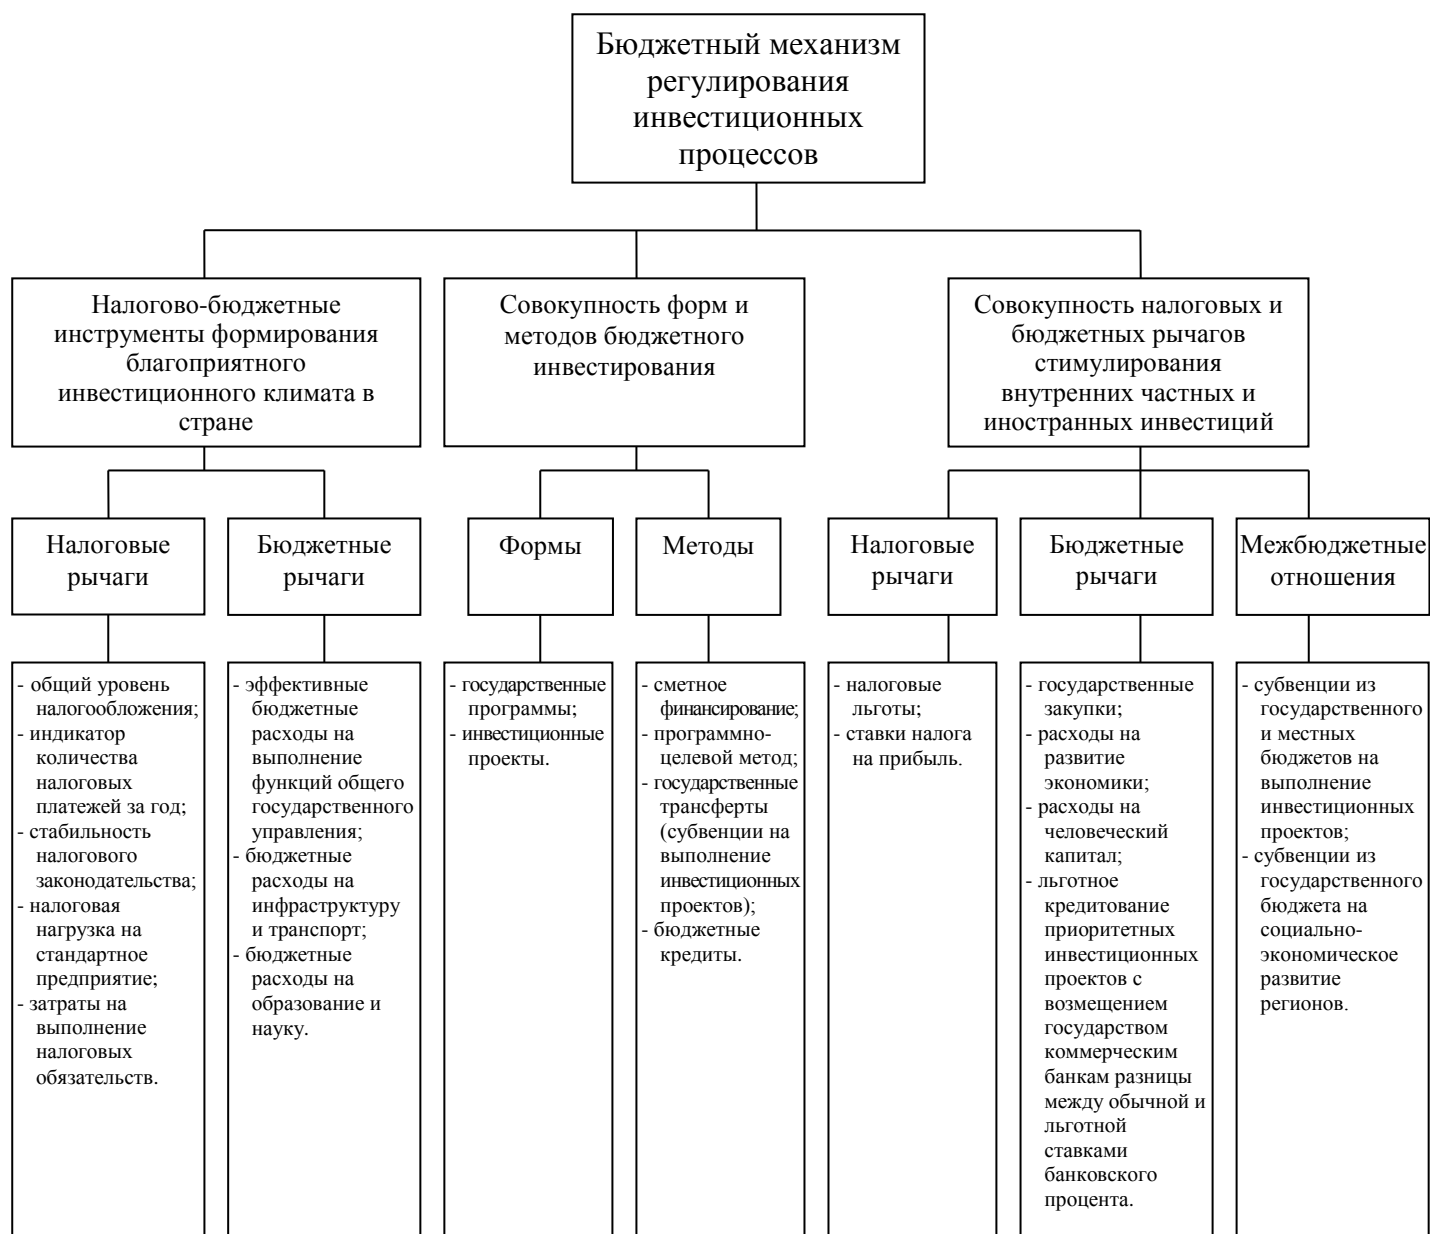 Бюджетный механизм
регулирования
инвестиционных
процессов
Налогово-бюджетные
инструменты формирования
благоприятного
инвестиционного климата в
стране
Совокупность форм и
методов бюджетного
инвестирования
Совокупность налоговых и
бюджетных рычагов
стимулирования
внутренних частных и
иностранных инвестиций
Налоговые
рычаги
Бюджетные
рычаги
Формы
Методы
Налоговые
рычаги
Бюджетные
рычаги
Межбюджетные
отношения
- общий уровень
налогообложения;
- индикатор
количества
налоговых
платежей за год;
- стабильность
налогового
законодательства;
- налоговая
нагрузка на
стандартное
предприятие;
- затраты на
выполнение
налоговых
обязательств.
- эффективные
бюджетные
расходы на
выполнение
функций общего
государственного
управления;
- бюджетные
расходы на
инфраструктуру
и транспорт;
- бюджетные
расходы на
образование и
науку.
- государственные
программы;
- инвестиционные
проекты.
- сметное
финансирование;
- программно-
целевой метод;
- государственные
трансферты
(субвенции на
выполнение
инвестиционных
проектов);
- бюджетные
кредиты.
- налоговые
льготы;
- ставки налога
на прибыль.
- государственные
закупки;
- расходы на
развитие
экономики;
- расходы на
человеческий
капитал;
- льготное
кредитование
приоритетных
инвестиционных
проектов с
возмещением
государством
коммерческим
банкам разницы
между обычной и
льготной
ставками
банковского
процента.
- субвенции из
государственного
и местных
бюджетов на
выполнение
инвестиционных
проектов;
- субвенции из
государственного
бюджета на
социально-
экономическое
развитие
регионов.